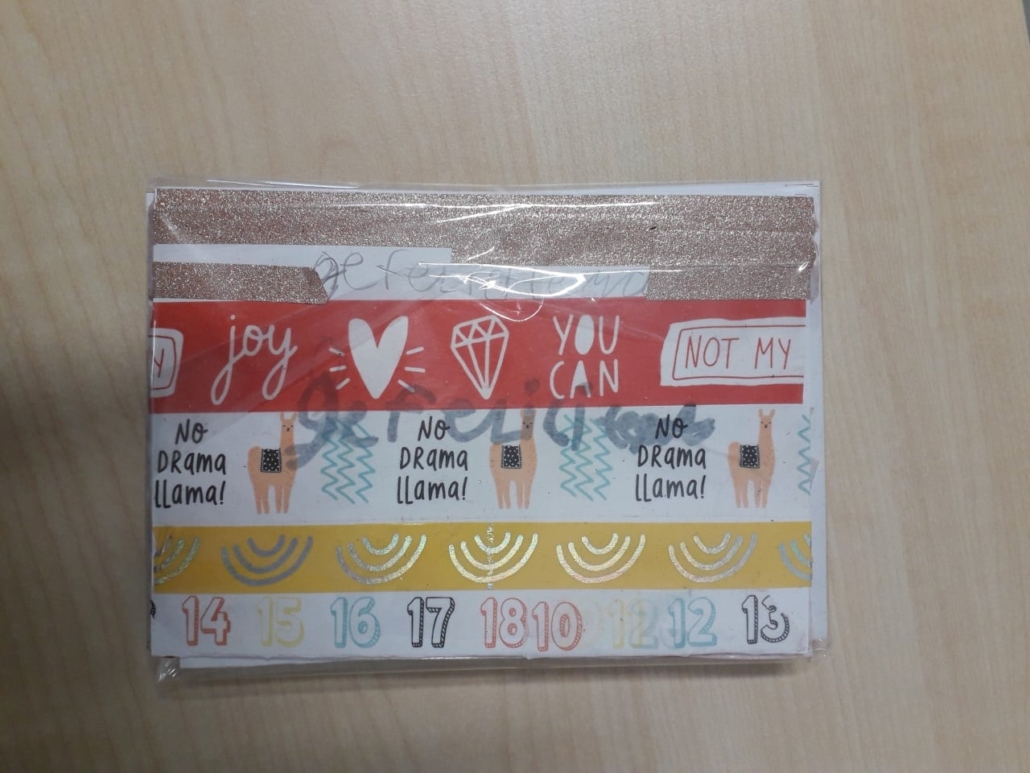 gefeliciteerd
Y joy YOU CAN NOT MY
gefelici
NO DRama LLama! NO DRama LLama! NO DRama LLama!
14 15 16 17 18 10 12 12 13